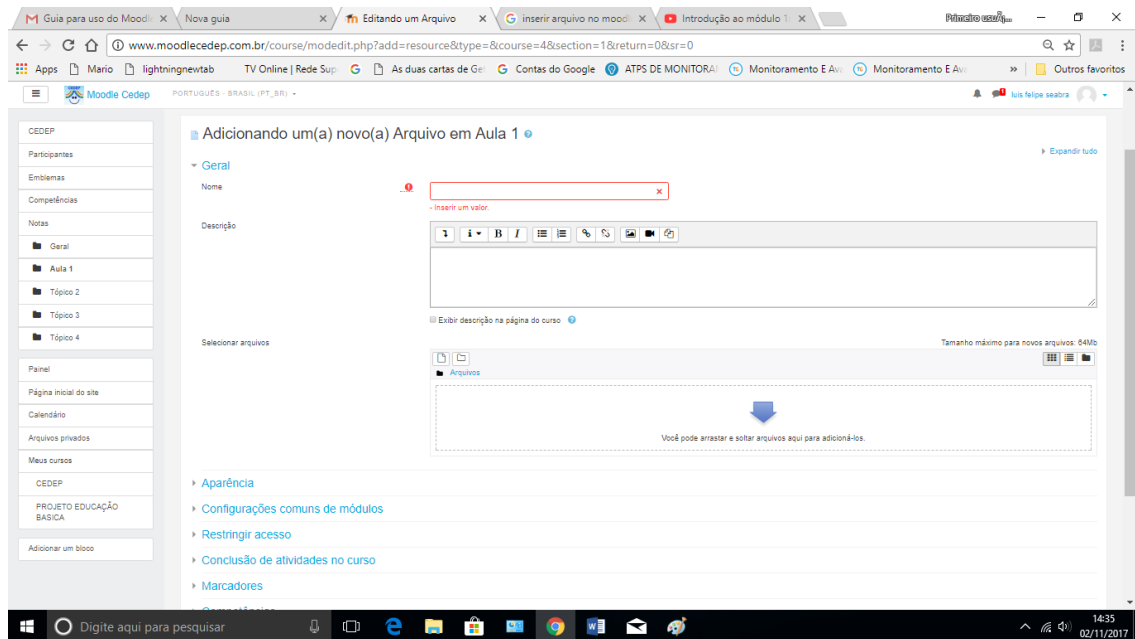 Guia para uso do Moodl
Nova guia
Editando um Arquivo
inserir arquivo no mood
Introdução ao módulo 1:
www.moodlecedep.com.br/course/modedit.php?add=resource&type=&course=4&section=1&return=0&sr=0
Apps Mario lightningnewtab TV Online | Rede Sup As duas cartas de Ge Contas do Google ATPS DE MONITORA Monitoramento E Ava Monitoramento E Ava » Outros favoritos
Moodle Cedep PORTUGUÊS - BRASIL (PT_BR) luis felipe seabra
CEDEP
Participantes
Emblemas
Competências
Notas
Geral
Aula 1
Tópico 2
Tópico 3
Tópico 4
Painel
Página inicial do site
Calendário
Arquivos privados
Meus cursos
CEDEP
PROJETO EDUCAÇÃO
BASICA
Adicionar um bloco
Adicionando um(a) novo(a) Arquivo em Aula 1
Expandir tudo
Geral
Nome
- Inserir um valor.
Descrição
B I
Exibir descrição na página do curso
Selecionar arquivos
Tamanho máximo para novos arquivos: 64Mb
Arquivos
Você pode arrastar e soltar arquivos aqui para adicioná-los.
Aparência
Configurações comuns de módulos
Restringir acesso
Conclusão de atividades no curso
Marcadores
Competências
Digite aqui para pesquisar
14:35
02/11/2017